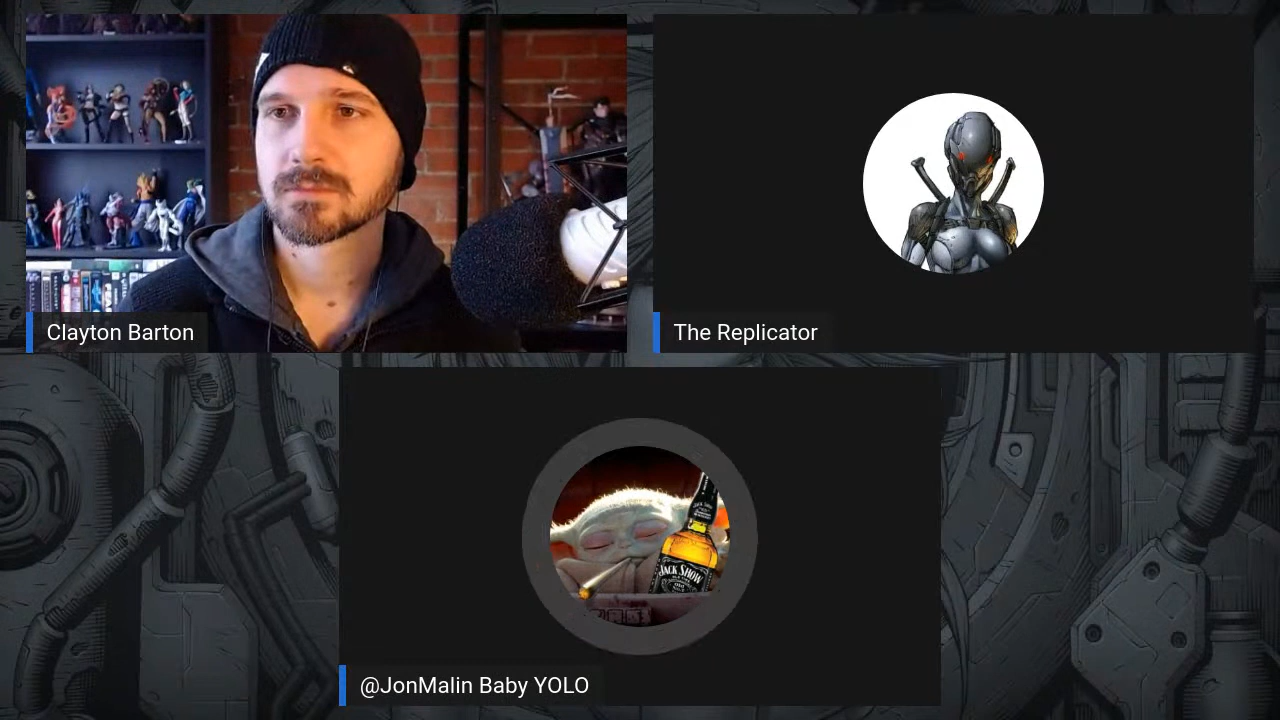 Clayton Barton
The Replicator
JACK SHOW
@JonMalin Baby YOLO